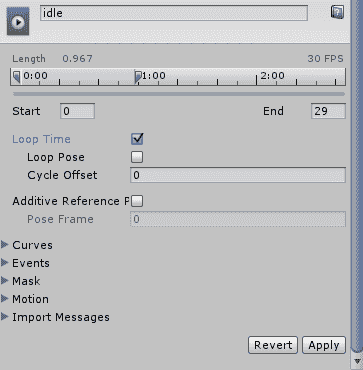 idle
Length 0.967 30 FPS
0:00 1:00 2:00
Start 0 End 29
Loop Time
Loop Pose
Cycle Offset 0
Additive Reference P
Pose Frame 0
Curves
Events
Mask
Motion
Import Messages
Revert Apply